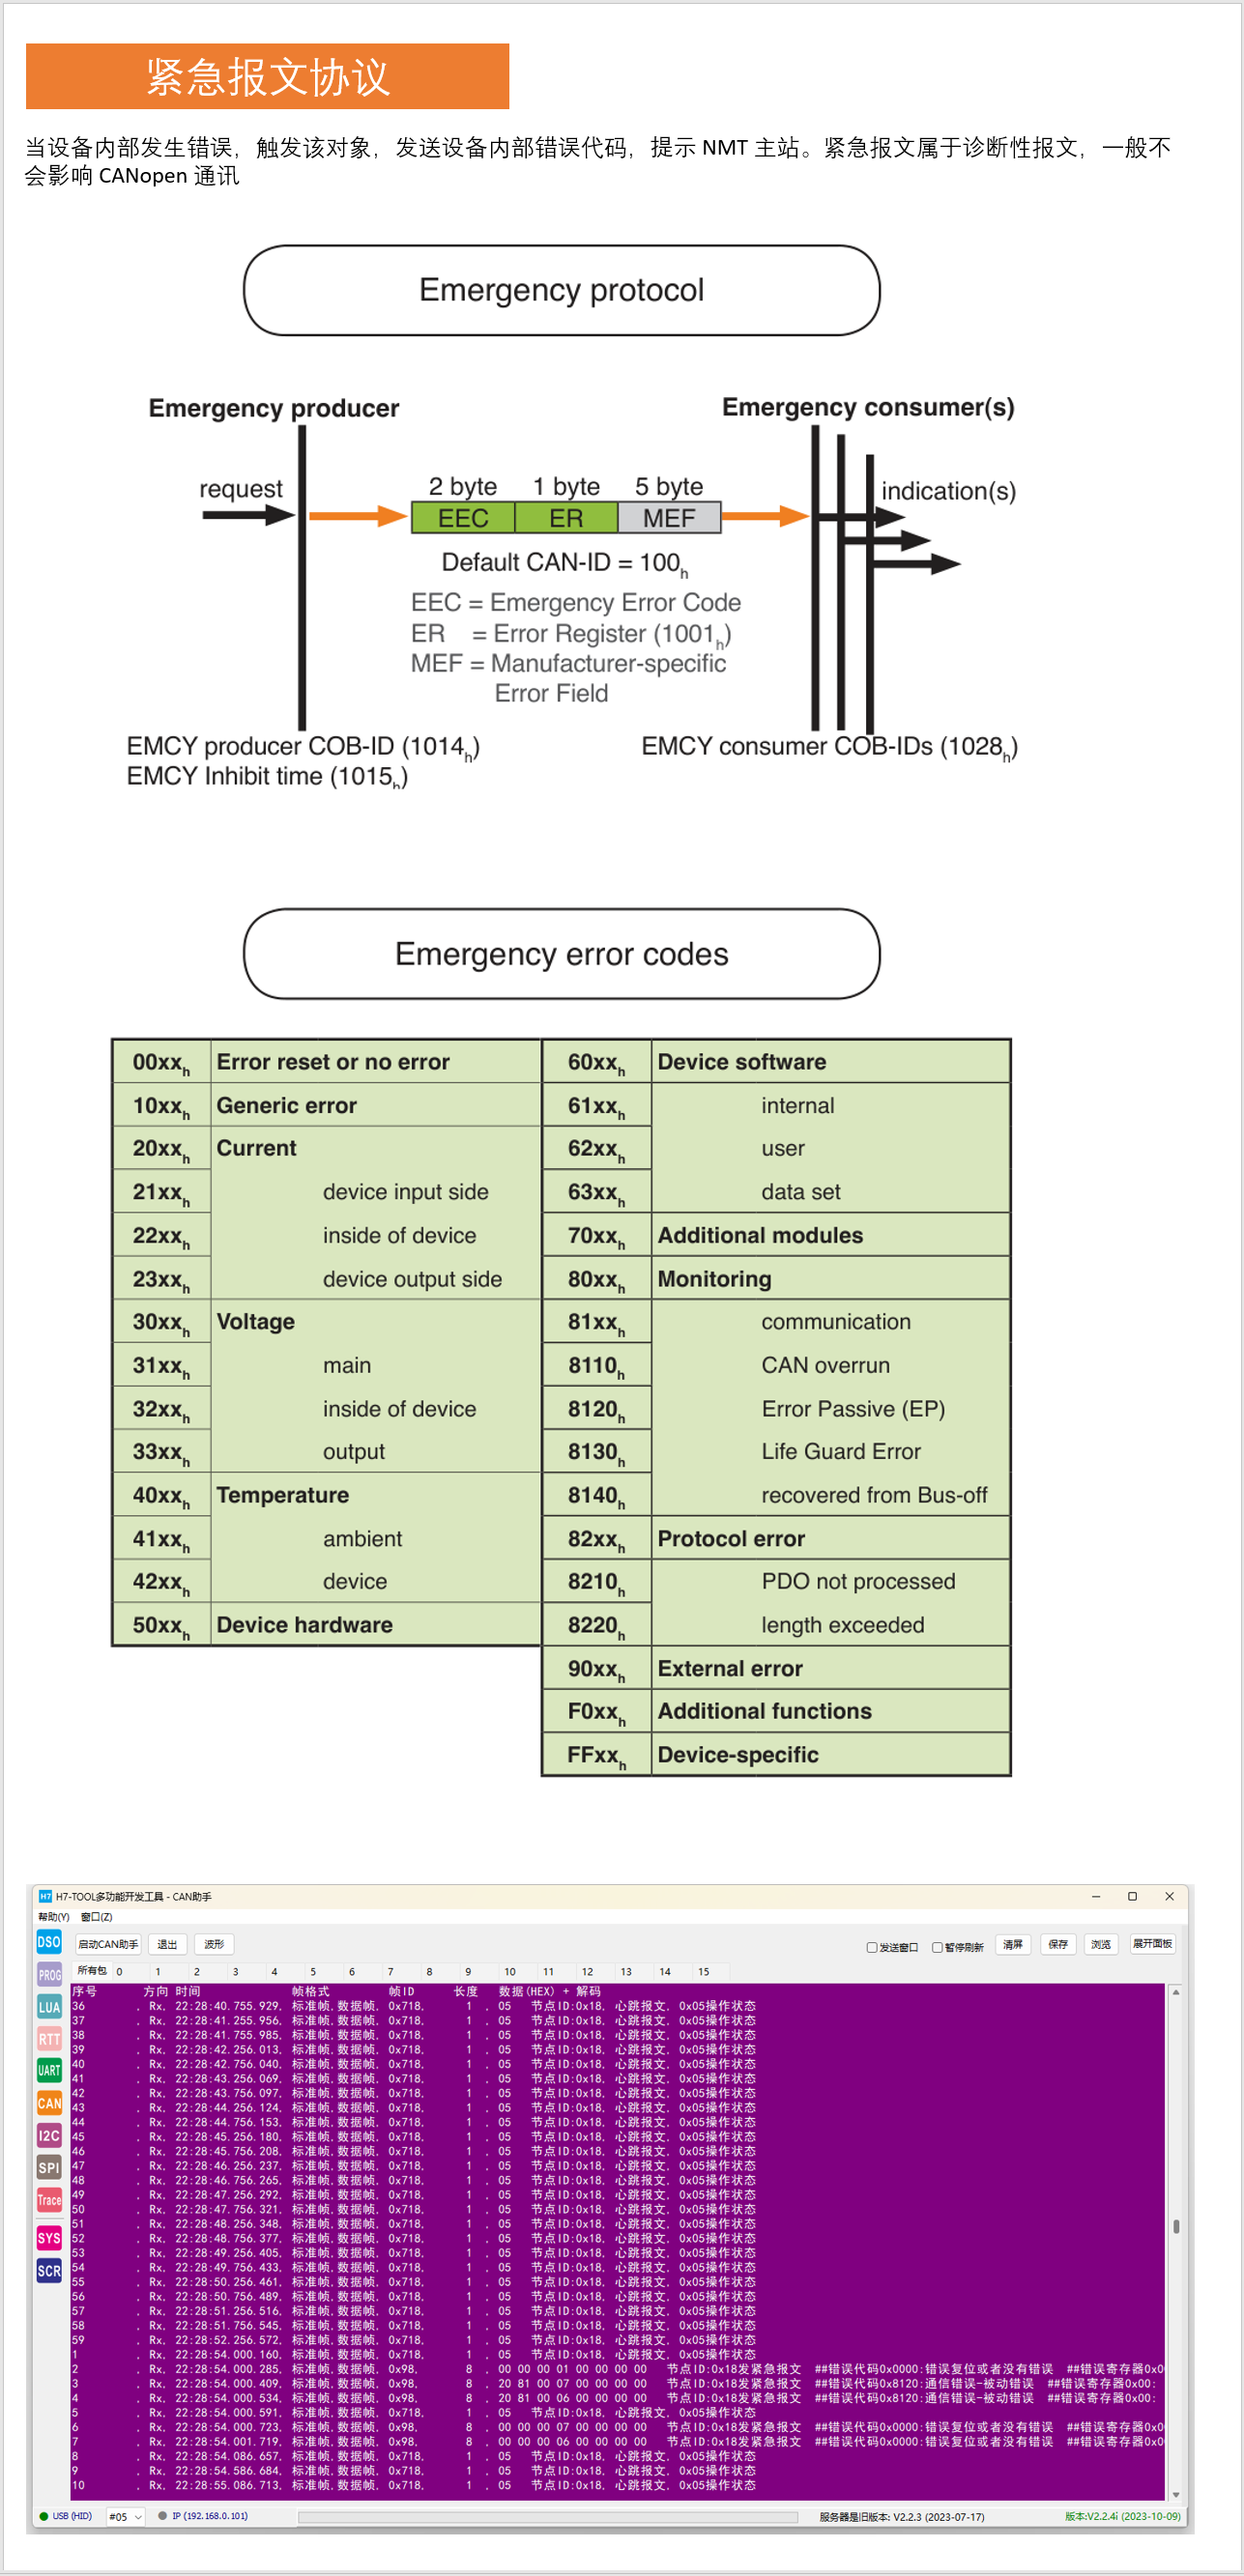 紧急报文协议
当设备内部发生错误，触发该对象，发送设备内部错误代码，提示 NMT 主站。紧急报文属于诊断性报文，一般不
会影响 CANopen 通讯
Emergency protocol
Emergency producer
Emergency consumer(s)
request
2 byte 1 byte 5 byte
indication(s)
EEC ER MEF
Default CAN-ID = 100h
EEC = Emergency Error Code
ER = Error Register (1001h)
MEF = Manufacturer-specific
Error Field
EMCY producer COB-ID (1014h)
EMCY consumer COB-IDs (1028h)
EMCY Inhibit time (1015h)
Emergency error codes
00xxh Error reset or no error 60xxh Device software
10xxh Generic error 61xxh internal
20xxh Current 62xxh user
21xxh device input side 63xxh data set
22xxh inside of device 70xxh Additional modules
23xxh device output side 80xxh Monitoring
30xxh Voltage 81xxh communication
31xxh main 8110h CAN overrun
32xxh inside of device 8120h Error Passive (EP)
33xxh output 8130h Life Guard Error
40xxh Temperature 8140h recovered from Bus-off
41xxh ambient 82xxh Protocol error
42xxh device 8210h PDO not processed
50xxh Device hardware 8220h length exceeded
90xxh External error
F0xxh Additional functions
FFxxh Device-specific
H7 H7-TOOL多功能开发工具 - CAN助手
帮助(Y) 窗口(Z)
DSO 启动CAN助手 退出 波形 发送窗口 暂停刷新 清屏 保存 浏览 展开面板
PROG 所有包 0 1 2 3 4 5 6 7 8 9 10 11 12 13 14 15
LUA
RTT
UART
CAN
I2C
SPI
Trace
SYS
SCR
序号 方向 时间 帧格式 帧ID 长度 数据(HEX) + 解码
36 , Rx, 22:28:40.755.929, 标准帧,数据帧, 0x718, 1 , 05 节点ID:0x18, 心跳报文, 0x05操作状态
37 , Rx, 22:28:41.255.956, 标准帧,数据帧, 0x718, 1 , 05 节点ID:0x18, 心跳报文, 0x05操作状态
38 , Rx, 22:28:41.755.985, 标准帧,数据帧, 0x718, 1 , 05 节点ID:0x18, 心跳报文, 0x05操作状态
39 , Rx, 22:28:42.256.013, 标准帧,数据帧, 0x718, 1 , 05 节点ID:0x18, 心跳报文, 0x05操作状态
40 , Rx, 22:28:42.756.040, 标准帧,数据帧, 0x718, 1 , 05 节点ID:0x18, 心跳报文, 0x05操作状态
41 , Rx, 22:28:43.256.069, 标准帧,数据帧, 0x718, 1 , 05 节点ID:0x18, 心跳报文, 0x05操作状态
42 , Rx, 22:28:43.756.097, 标准帧,数据帧, 0x718, 1 , 05 节点ID:0x18, 心跳报文, 0x05操作状态
43 , Rx, 22:28:44.256.124, 标准帧,数据帧, 0x718, 1 , 05 节点ID:0x18, 心跳报文, 0x05操作状态
44 , Rx, 22:28:44.756.153, 标准帧,数据帧, 0x718, 1 , 05 节点ID:0x18, 心跳报文, 0x05操作状态
45 , Rx, 22:28:45.256.180, 标准帧,数据帧, 0x718, 1 , 05 节点ID:0x18, 心跳报文, 0x05操作状态
46 , Rx, 22:28:45.756.208, 标准帧,数据帧, 0x718, 1 , 05 节点ID:0x18, 心跳报文, 0x05操作状态
47 , Rx, 22:28:46.256.237, 标准帧,数据帧, 0x718, 1 , 05 节点ID:0x18, 心跳报文, 0x05操作状态
48 , Rx, 22:28:46.756.265, 标准帧,数据帧, 0x718, 1 , 05 节点ID:0x18, 心跳报文, 0x05操作状态
49 , Rx, 22:28:47.256.292, 标准帧,数据帧, 0x718, 1 , 05 节点ID:0x18, 心跳报文, 0x05操作状态
50 , Rx, 22:28:47.756.321, 标准帧,数据帧, 0x718, 1 , 05 节点ID:0x18, 心跳报文, 0x05操作状态
51 , Rx, 22:28:48.256.348, 标准帧,数据帧, 0x718, 1 , 05 节点ID:0x18, 心跳报文, 0x05操作状态
52 , Rx, 22:28:48.756.377, 标准帧,数据帧, 0x718, 1 , 05 节点ID:0x18, 心跳报文, 0x05操作状态
53 , Rx, 22:28:49.256.405, 标准帧,数据帧, 0x718, 1 , 05 节点ID:0x18, 心跳报文, 0x05操作状态
54 , Rx, 22:28:49.756.433, 标准帧,数据帧, 0x718, 1 , 05 节点ID:0x18, 心跳报文, 0x05操作状态
55 , Rx, 22:28:50.256.461, 标准帧,数据帧, 0x718, 1 , 05 节点ID:0x18, 心跳报文, 0x05操作状态
56 , Rx, 22:28:50.756.489, 标准帧,数据帧, 0x718, 1 , 05 节点ID:0x18, 心跳报文, 0x05操作状态
57 , Rx, 22:28:51.256.516, 标准帧,数据帧, 0x718, 1 , 05 节点ID:0x18, 心跳报文, 0x05操作状态
58 , Rx, 22:28:51.756.545, 标准帧,数据帧, 0x718, 1 , 05 节点ID:0x18, 心跳报文, 0x05操作状态
59 , Rx, 22:28:52.256.572, 标准帧,数据帧, 0x718, 1 , 05 节点ID:0x18, 心跳报文, 0x05操作状态
1 , Rx, 22:28:54.000.160, 标准帧,数据帧, 0x718, 1 , 05 节点ID:0x18, 心跳报文, 0x05操作状态
2 , Rx, 22:28:54.000.285, 标准帧,数据帧, 0x98, 8 , 00 00 00 01 00 00 00 00 节点ID:0x18发紧急报文 ##错误代码0x0000:错误复位或者没有错误 ##错误寄存器0x0
3 , Rx, 22:28:54.000.409, 标准帧,数据帧, 0x98, 8 , 20 81 00 07 00 00 00 00 节点ID:0x18发紧急报文 ##错误代码0x8120:通信错误-被动错误 ##错误寄存器0x00:
4 , Rx, 22:28:54.000.534, 标准帧,数据帧, 0x98, 8 , 20 81 00 06 00 00 00 00 节点ID:0x18发紧急报文 ##错误代码0x8120:通信错误-被动错误 ##错误寄存器0x00:
5 , Rx, 22:28:54.000.591, 标准帧,数据帧, 0x718, 1 , 05 节点ID:0x18, 心跳报文, 0x05操作状态
6 , Rx, 22:28:54.000.723, 标准帧,数据帧, 0x98, 8 , 00 00 00 07 00 00 00 00 节点ID:0x18发紧急报文 ##错误代码0x0000:错误复位或者没有错误 ##错误寄存器0x0
7 , Rx, 22:28:54.001.719, 标准帧,数据帧, 0x98, 8 , 00 00 00 06 00 00 00 00 节点ID:0x18发紧急报文 ##错误代码0x0000:错误复位或者没有错误 ##错误寄存器0x0
8 , Rx, 22:28:54.086.657, 标准帧,数据帧, 0x718, 1 , 05 节点ID:0x18, 心跳报文, 0x05操作状态
9 , Rx, 22:28:54.586.684, 标准帧,数据帧, 0x718, 1 , 05 节点ID:0x18, 心跳报文, 0x05操作状态
10 , Rx, 22:28:55.086.713, 标准帧,数据帧, 0x718, 1 , 05 节点ID:0x18, 心跳报文, 0x05操作状态
USB (HID) #05 IP (192.168.0.101) 服务器是旧版本: V2.2.3 (2023-07-17) 版本:V2.2.4i (2023-10-09)